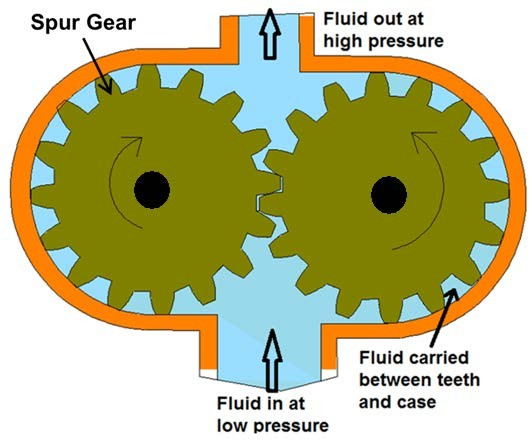 Spur Gear
Fluid out at
high pressure
Fluid carried
between teeth
and case
Fluid in at
low pressure